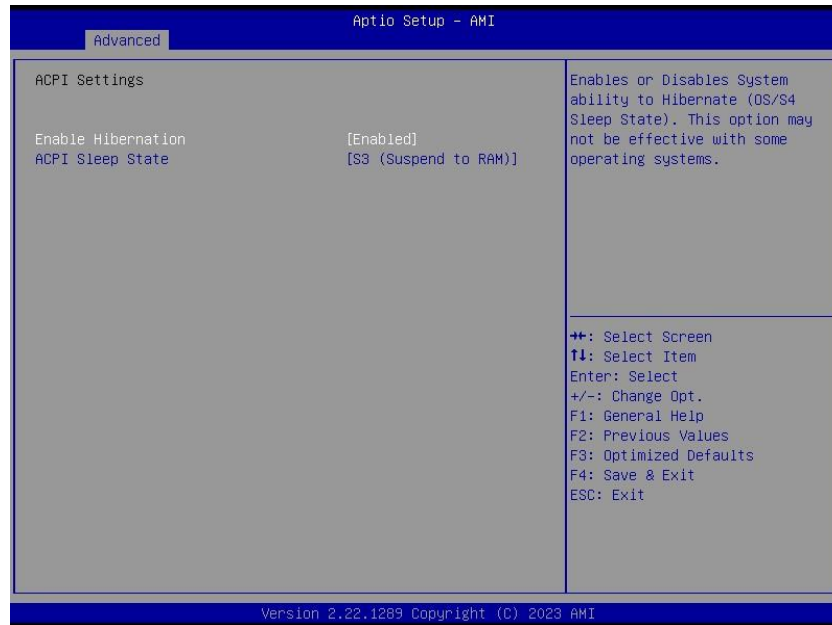 Aptio Setup - AMI
Advanced
ACPI Settings
Enable Hibernation [Enabled]
ACPI Sleep State [S3 (Suspend to RAM)]
Enables or Disables System
ability to Hibernate (OS/S4
Sleep State). This option may
not be effective with some
operating systems.
→←: Select Screen
↑↓: Select Item
Enter: Select
+/-: Change Opt.
F1: General Help
F2: Previous Values
F3: Optimized Defaults
F4: Save & Exit
ESC: Exit
Version 2.22.1289 Copyright (C) 2023 AMI